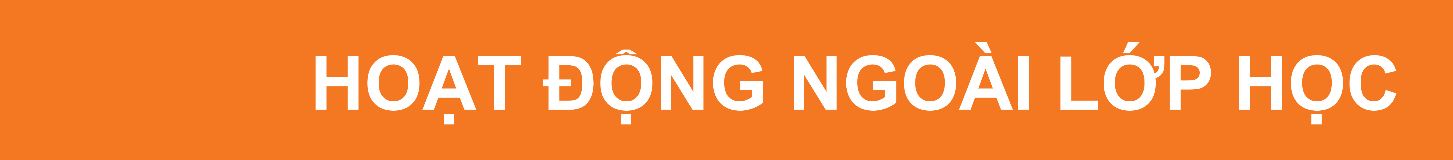 HOẠT ĐỘNG NGOÀI LỚP HỌC